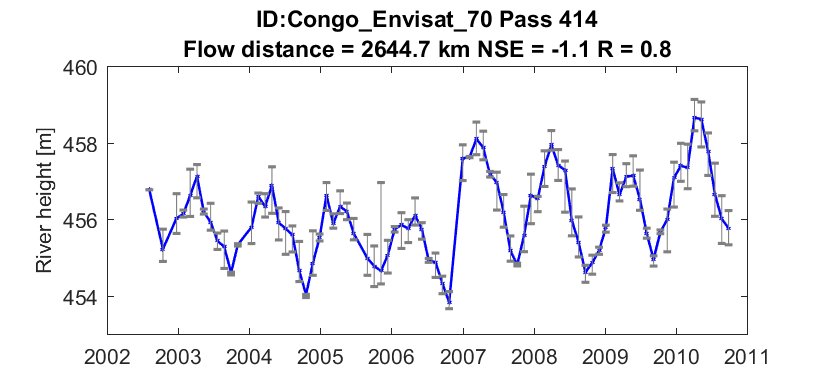 ID:Congo_Envisat_70 Pass 414
Flow distance = 2644.7 km NSE = -1.1 R = 0.8
River height [m]
460
458
456
454
2002 2003 2004 2005 2006 2007 2008 2009 2010 2011